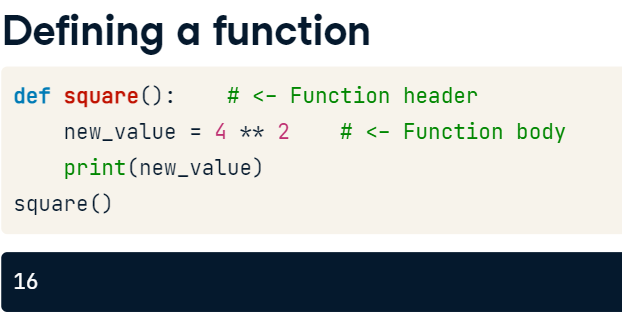 Defining a function
def square():    # <- Function header
    new_value = 4 ** 2    # <- Function body
    print(new_value)
square()
16